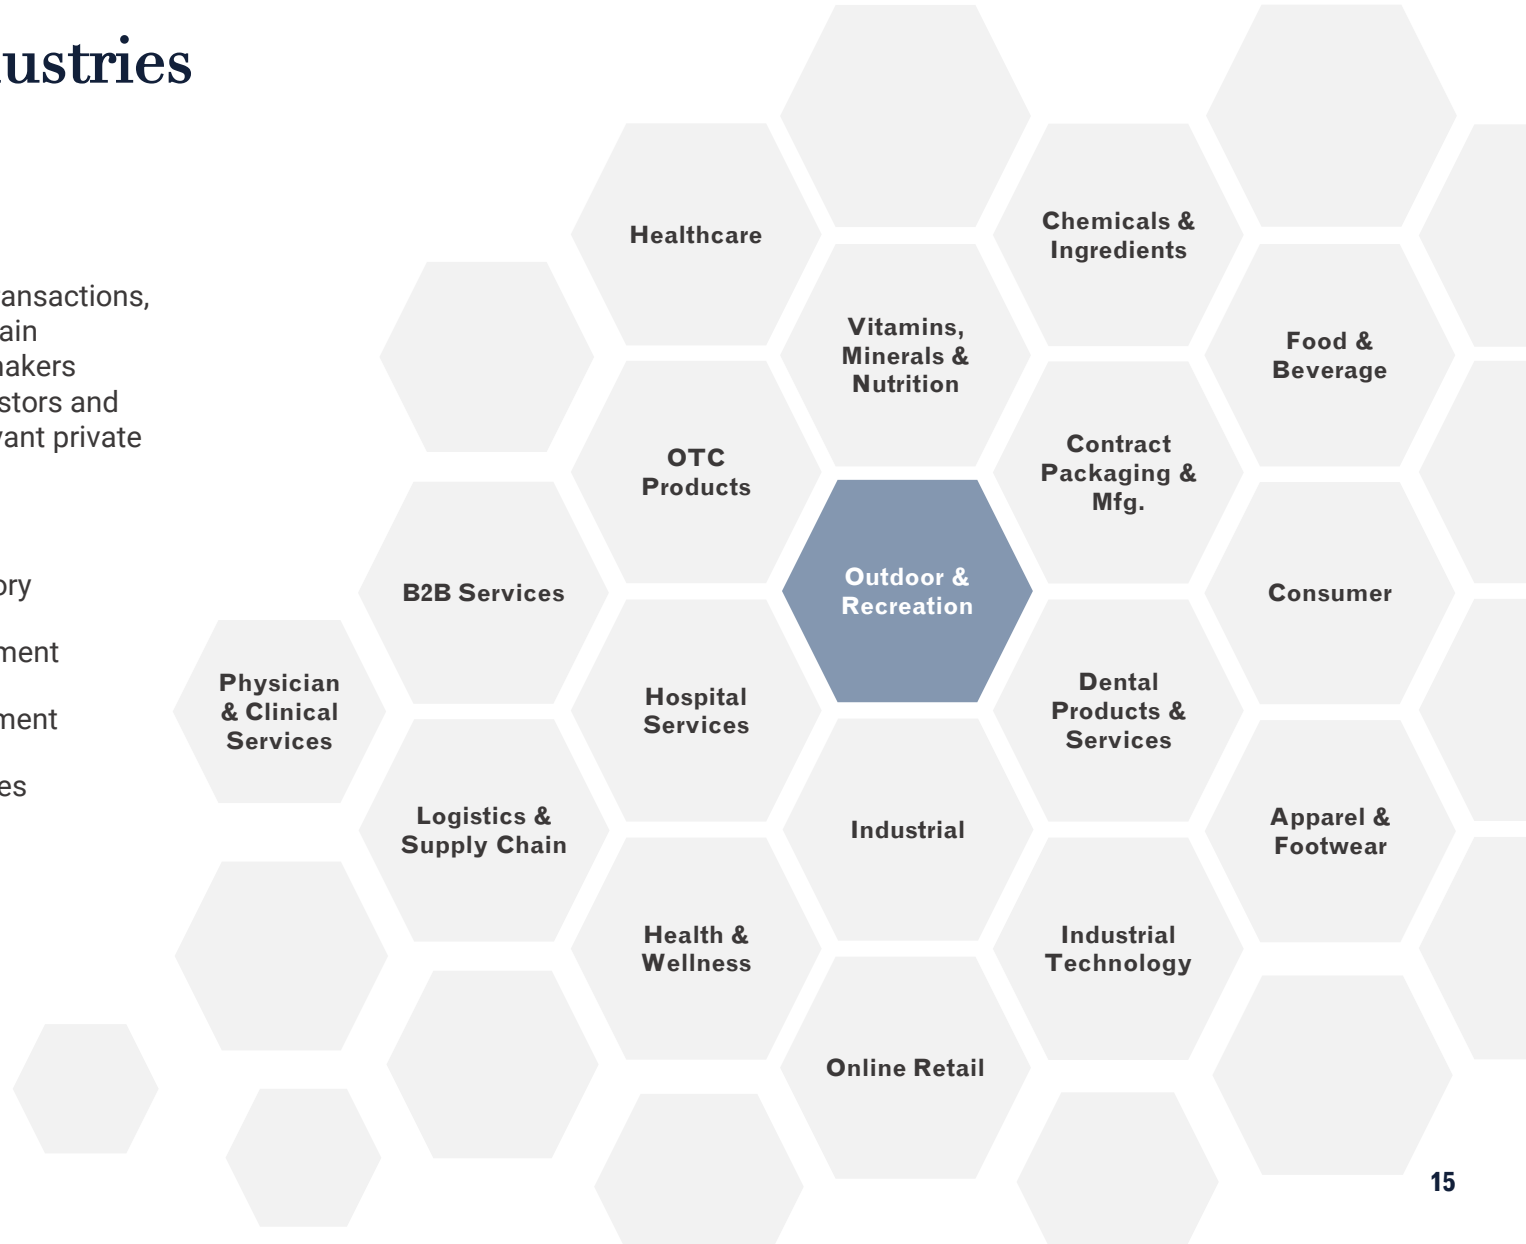 ustries
ansactions,
ain
nakers
stors and
vant private
ory
ment
ment
es
Healthcare
Chemicals &
Ingredients
Vitamins,
Minerals &
Nutrition
Food &
Beverage
OTC
Products
Contract
Packaging &
Mfg.
B2B Services
Outdoor &
Recreation
Consumer
Physician
& Clinical
Services
Hospital
Services
Dental
Products &
Services
Logistics &
Supply Chain
Industrial
Apparel &
Footwear
Health &
Wellness
Industrial
Technology
Online Retail
15